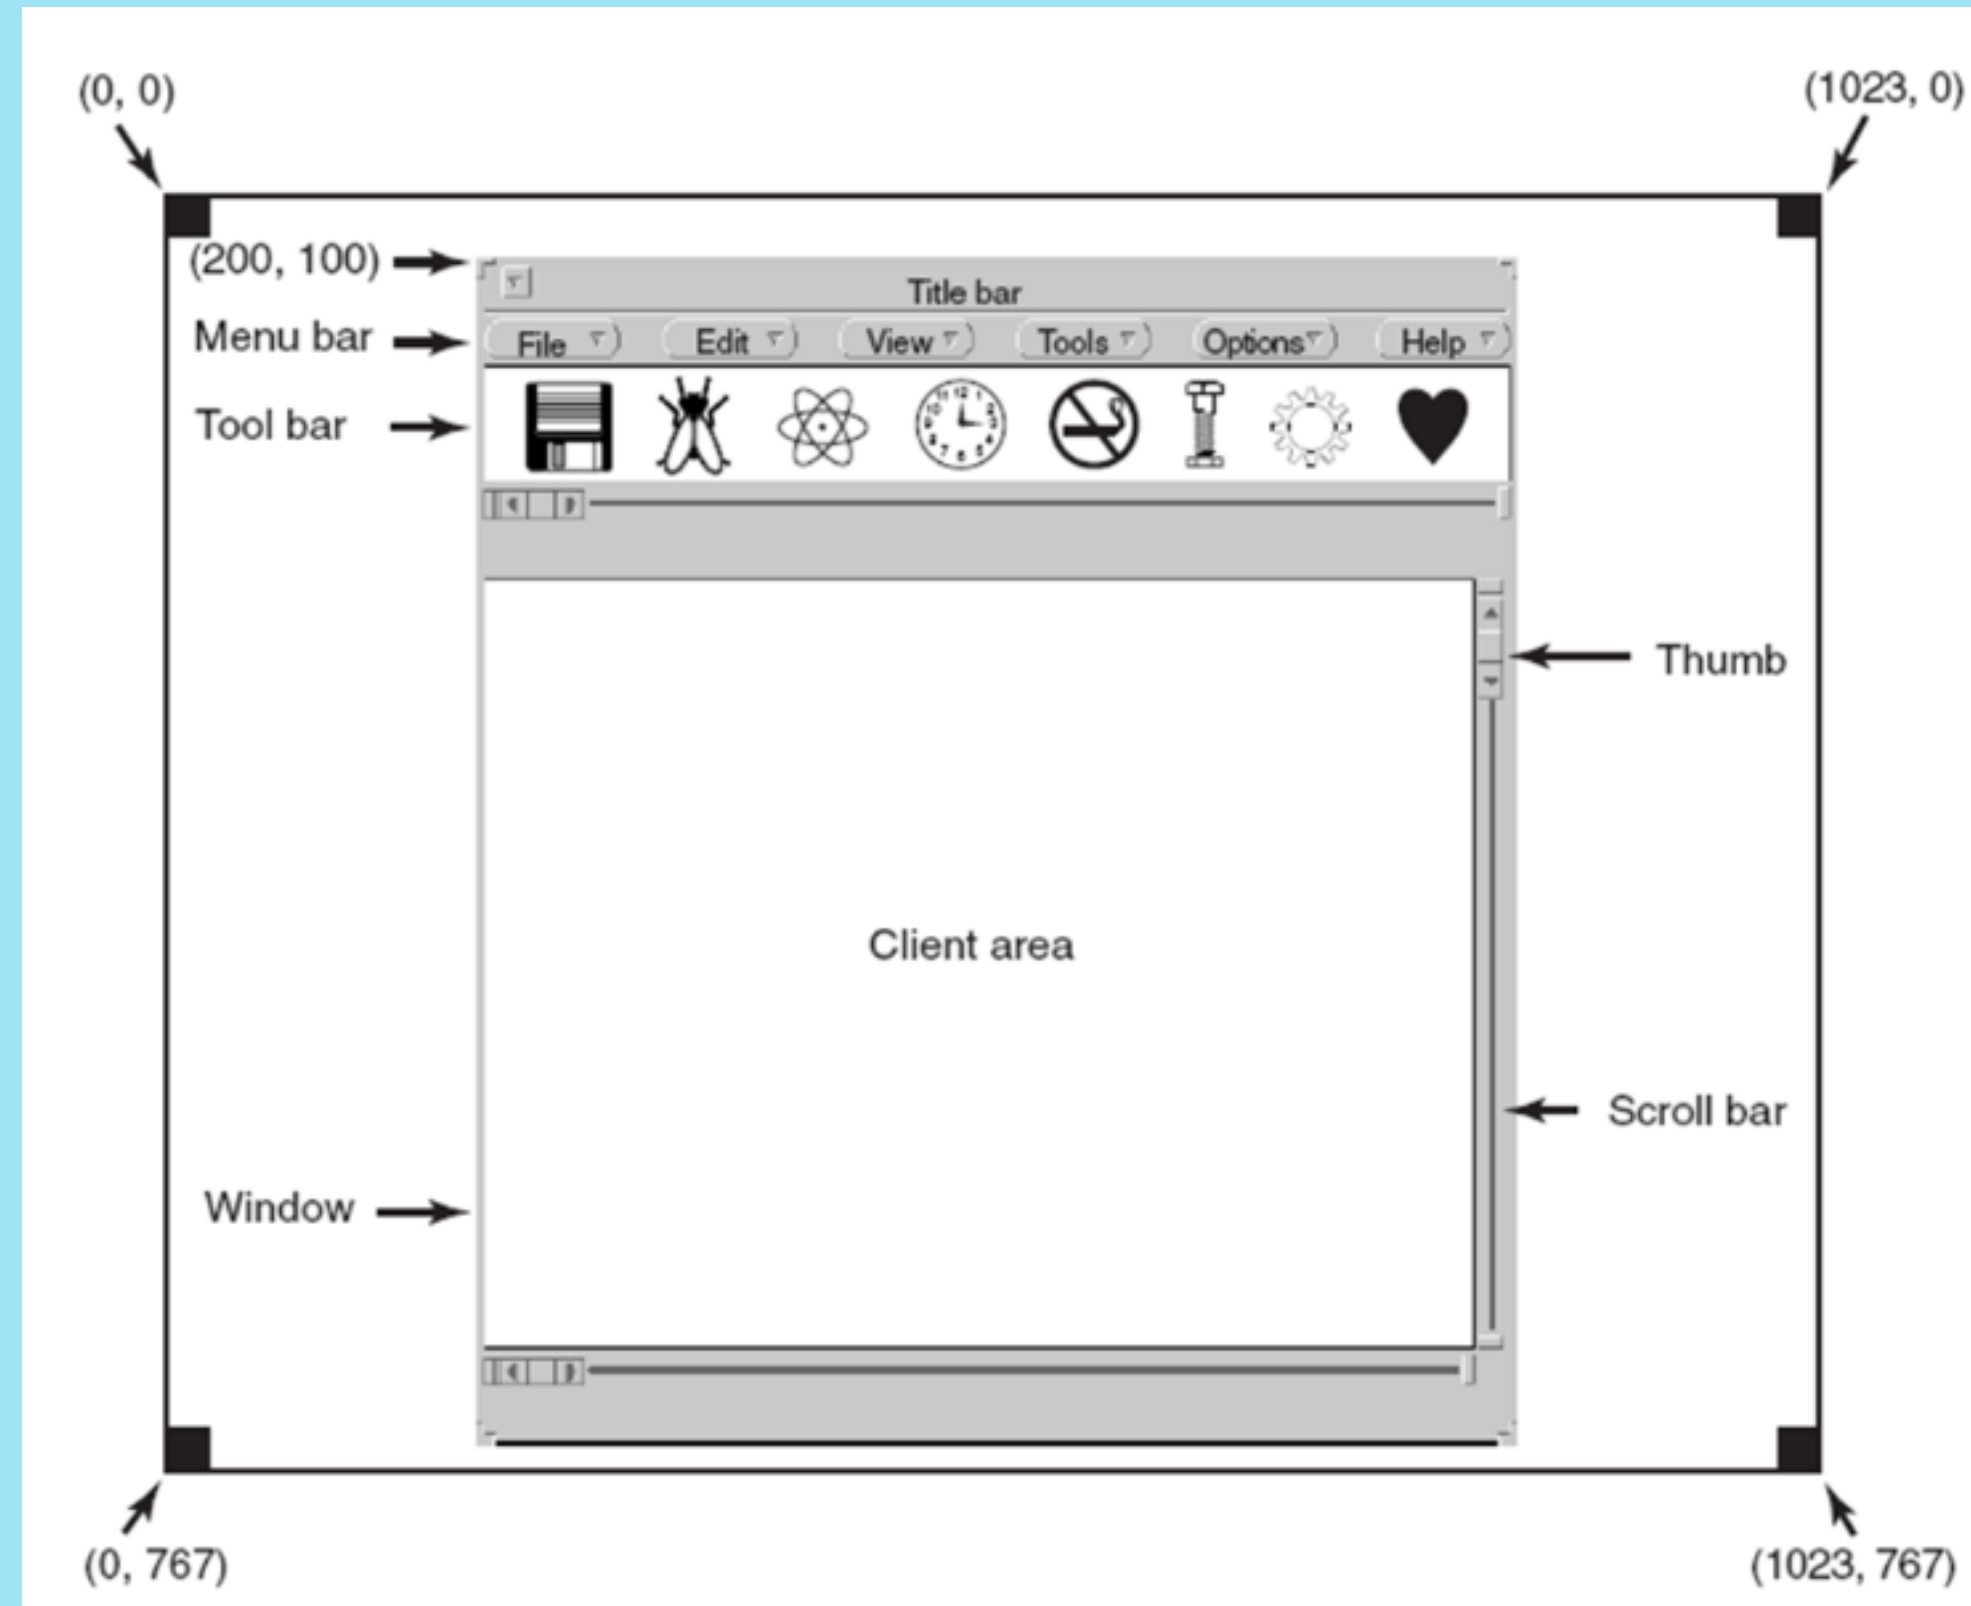 (0, 0)
(1023, 0)
(200, 100)
Title bar
Menu bar
File Edit View Tools Options Help
Tool bar
Thumb
Client area
Scroll bar
Window
(0, 767)
(1023, 767)